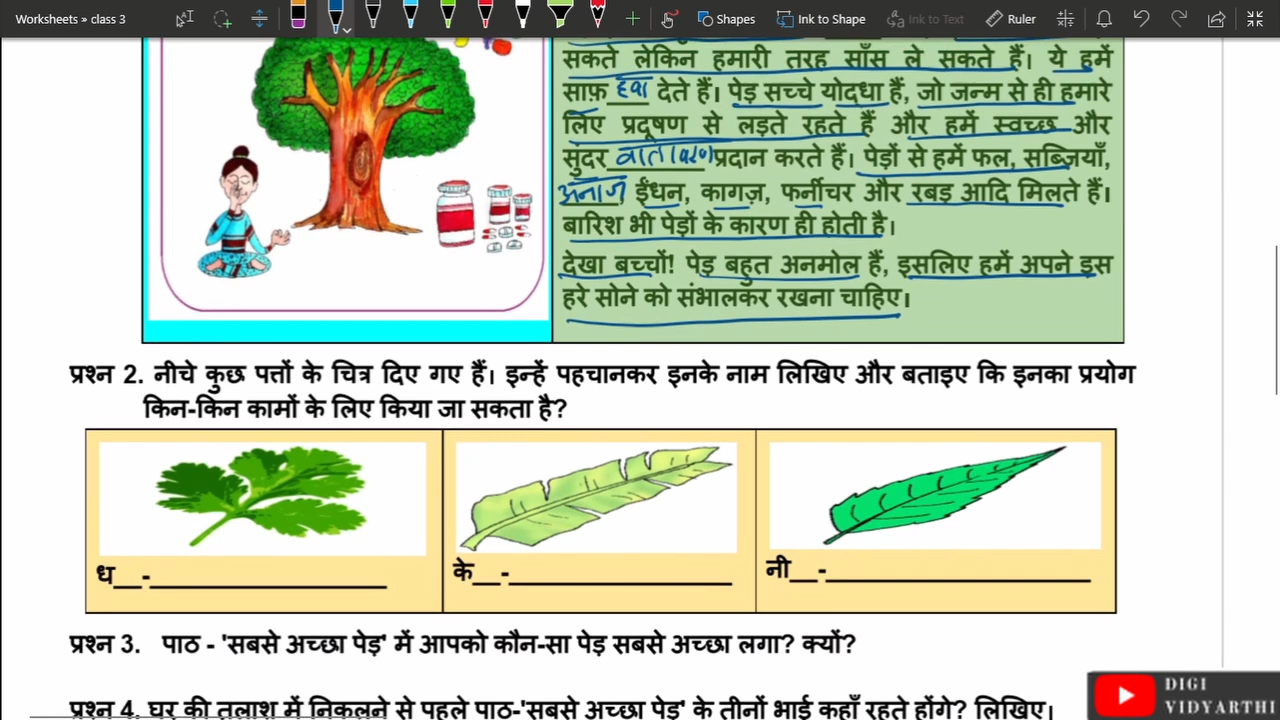 Worksheets » class 3
Shapes
Ink to Shape
Ink to Text
Ruler
सकते लेकिन हमारी तरह साँस ले सकते हैं। ये हमें
साफ़ हवा देते हैं। पेड़ सच्चे योद्धा हैं, जो जन्म से ही हमारे
लिए प्रदूषण से लड़ते रहते हैं और हमें स्वच्छ और
सुंदर वातावरण प्रदान करते हैं। पेड़ों से हमें फल, सब्ज़ियाँ,
अनाज ईंधन, कागज़, फर्नीचर और रबड़ आदि मिलते हैं।
बारिश भी पेड़ों के कारण ही होती है।
देखा बच्चों! पेड़ बहुत अनमोल हैं, इसलिए हमें अपने इस
हरे सोने को संभालकर रखना चाहिए।
प्रश्न 2. नीचे कुछ पत्तों के चित्र दिए गए हैं। इन्हें पहचानकर इनके नाम लिखिए और बताइए कि इनका प्रयोग
किन-किन कामों के लिए किया जा सकता है?
ध__-____________________
के__-____________________
नी__-____________________
प्रश्न 3. पाठ - 'सबसे अच्छा पेड़' में आपको कौन-सा पेड़ सबसे अच्छा लगा? क्यों?
प्रश्न 4. घर की तलाश में निकलने से पहले पाठ-'सबसे अच्छा पेड़' के तीनों भाई कहाँ रहते होंगे? लिखिए।
DIGI
VIDYARTHI